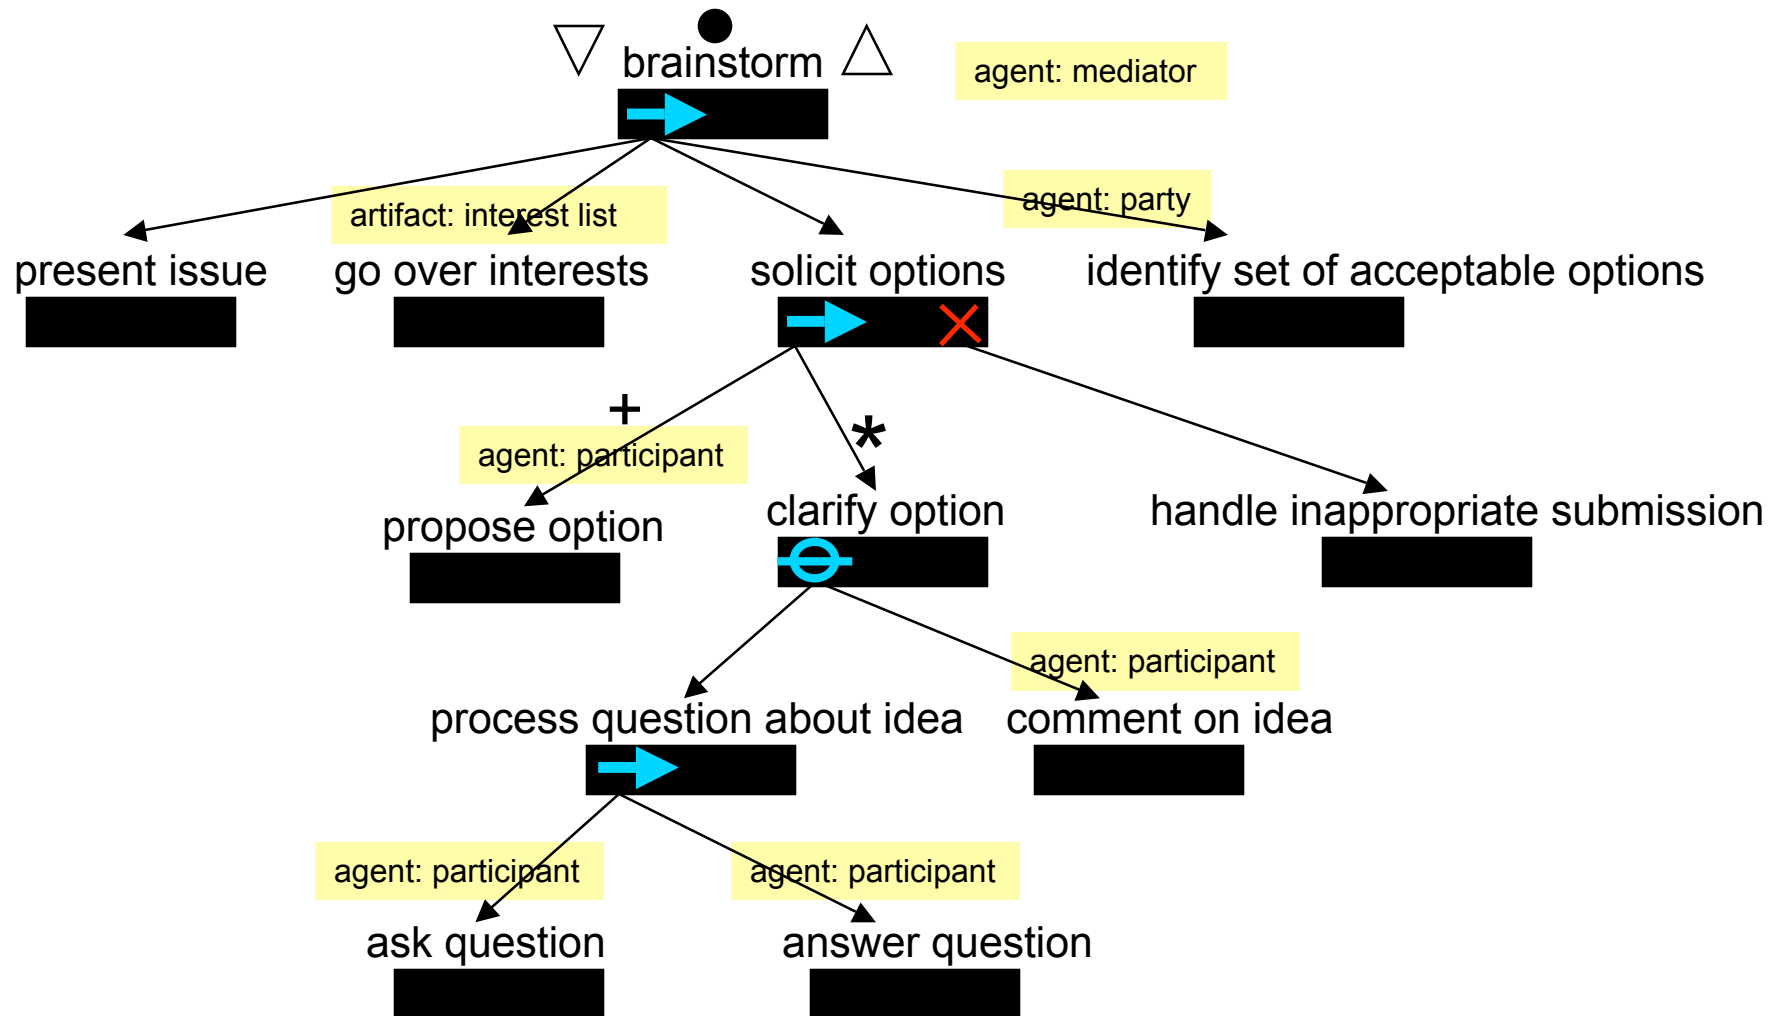 brainstorm
agent: mediator
artifact: interest list
agent: party
present issue
go over interests
solicit options
identify set of acceptable options
+
*
agent: participant
propose option
clarify option
handle inappropriate submission
agent: participant
process question about idea
comment on idea
agent: participant
agent: participant
ask question
answer question